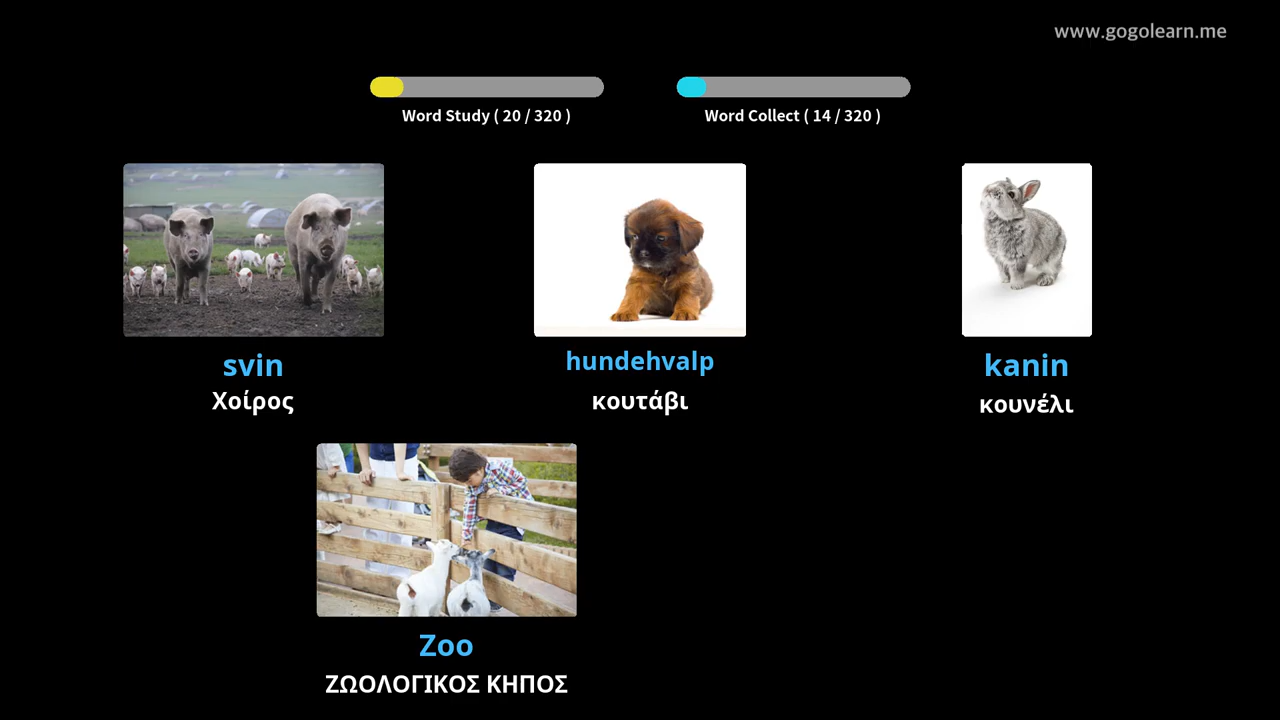 www.gogolearn.me
Word Study ( 20 / 320 )
Word Collect ( 14 / 320 )
svin
Χοίρος
hundehvalp
κουτάβι
kanin
κουνέλι
Zoo
ΖΩΟΛΟΓΙΚΟΣ ΚΗΠΟΣ